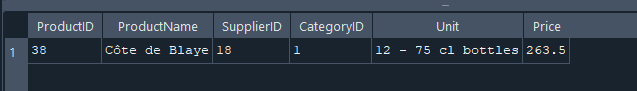 ProductID ProductName SupplierID CategoryID Unit Price
1 38 Côte de Blaye 18 1 12 - 75 cl bottles 263.5